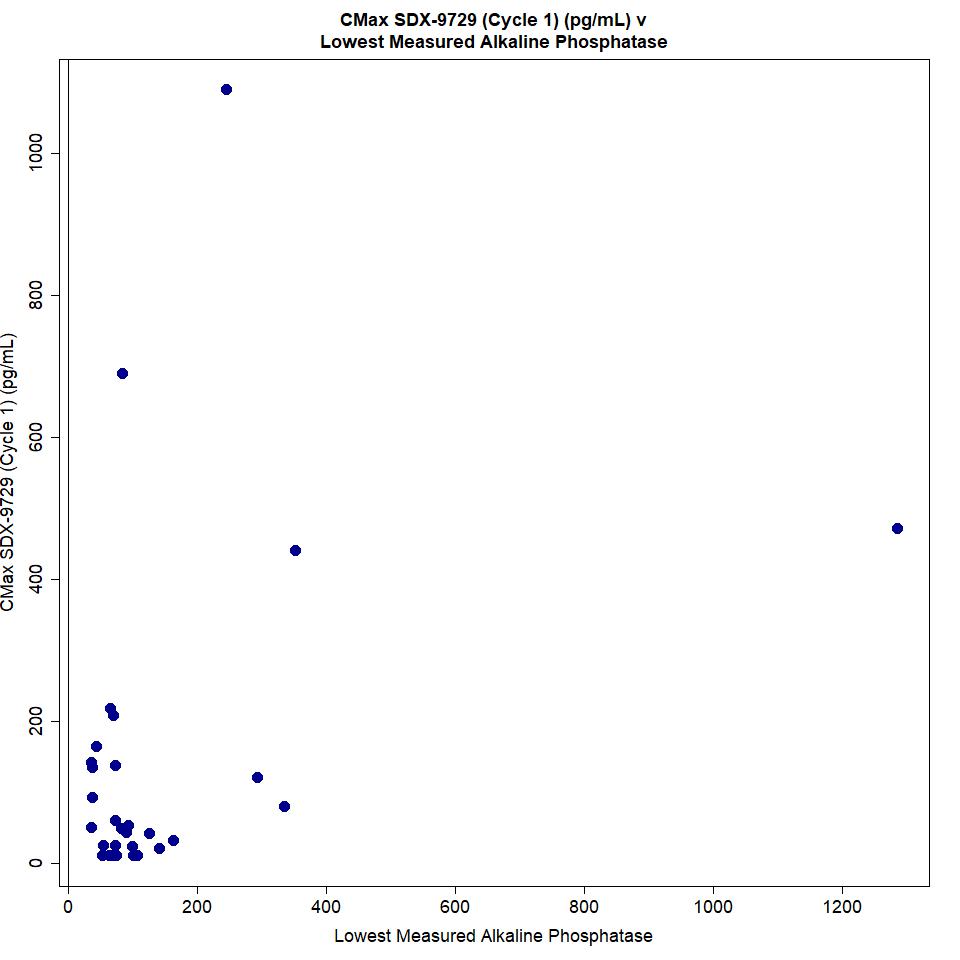 CMax SDX-9729 (Cycle 1) (pg/mL) v
Lowest Measured Alkaline Phosphatase
CMax SDX-9729 (Cycle 1) (pg/mL)
1000
800
600
400
200
0
0 200 400 600 800 1000 1200
Lowest Measured Alkaline Phosphatase